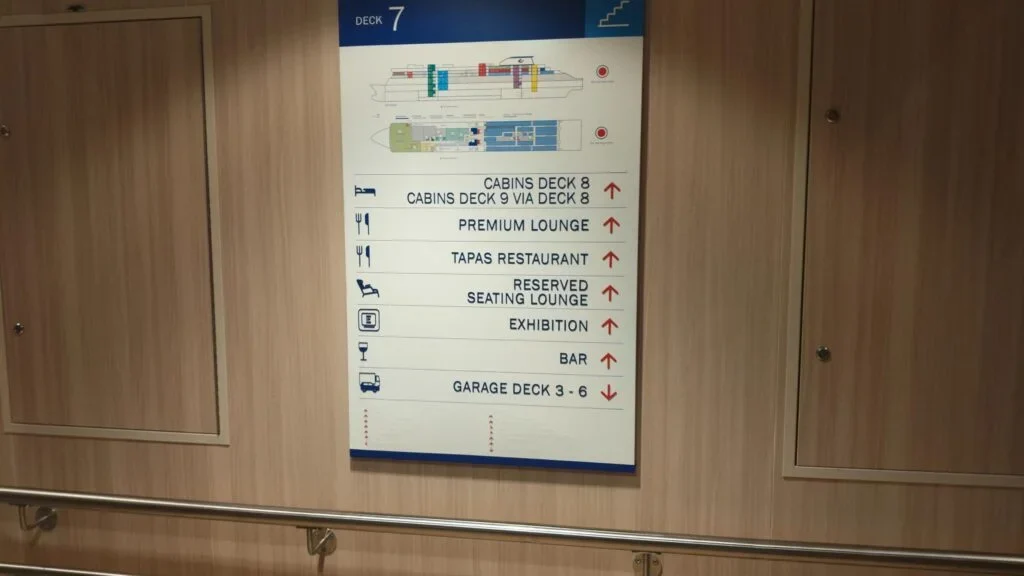 DECK 7
CABINS DECK 8
CABINS DECK 9 VIA DECK 8
PREMIUM LOUNGE
TAPAS RESTAURANT
RESERVED
SEATING LOUNGE
EXHIBITION
BAR
GARAGE DECK 3 - 6